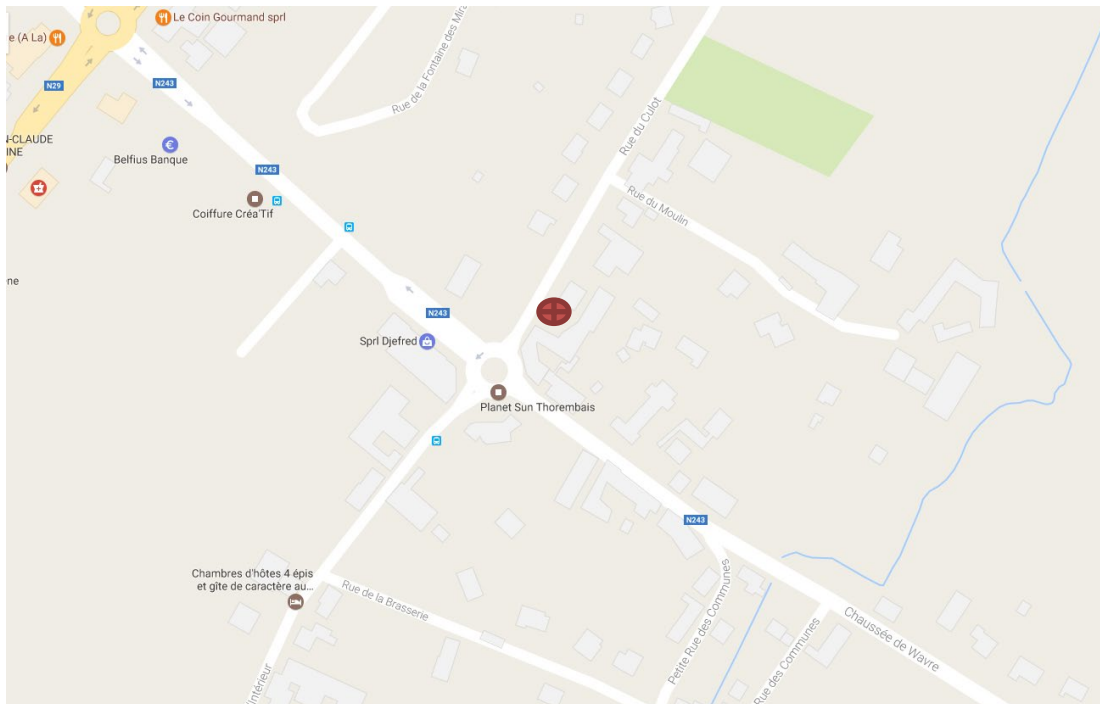 Le Coin Gourmand sprl
e (A La)
N29
N243
Rue de la Fontaine des Mira
N-CLAUDE
INE
Belfius Banque
N243
Rue du Culot
Coiffure Créa'Tif
Rue du Moulin
ne
N243
Sprl Djefred
Planet Sun Thorembais
N243
Chambres d'hôtes 4 épis
et gîte de caractère au...
Rue de la Brasserie
Petite Rue des Communes
Rue des Communes
Chaussée de Wavre
'Intérieur